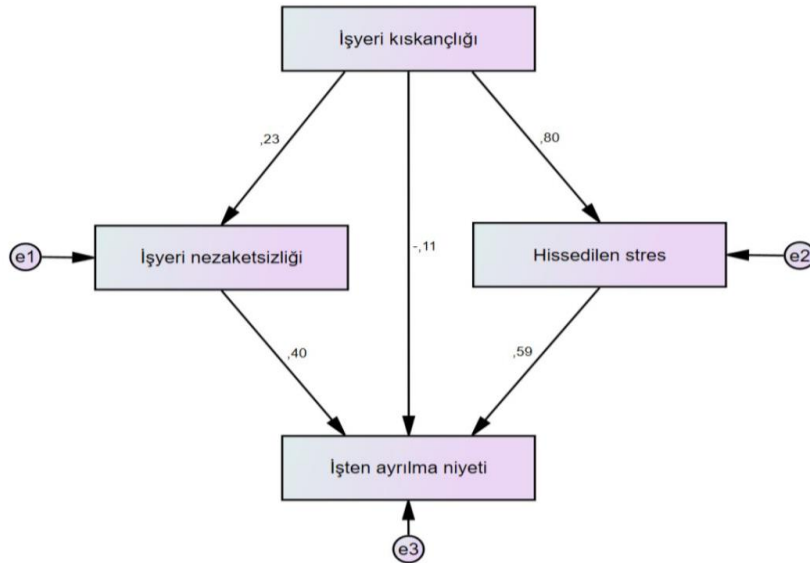 İşyeri kıskançlığı
,23
,80
e1
İşyeri nezaketsizliği
-,11
Hissedilen stres
e2
,40
,59
İşten ayrılma niyeti
e3